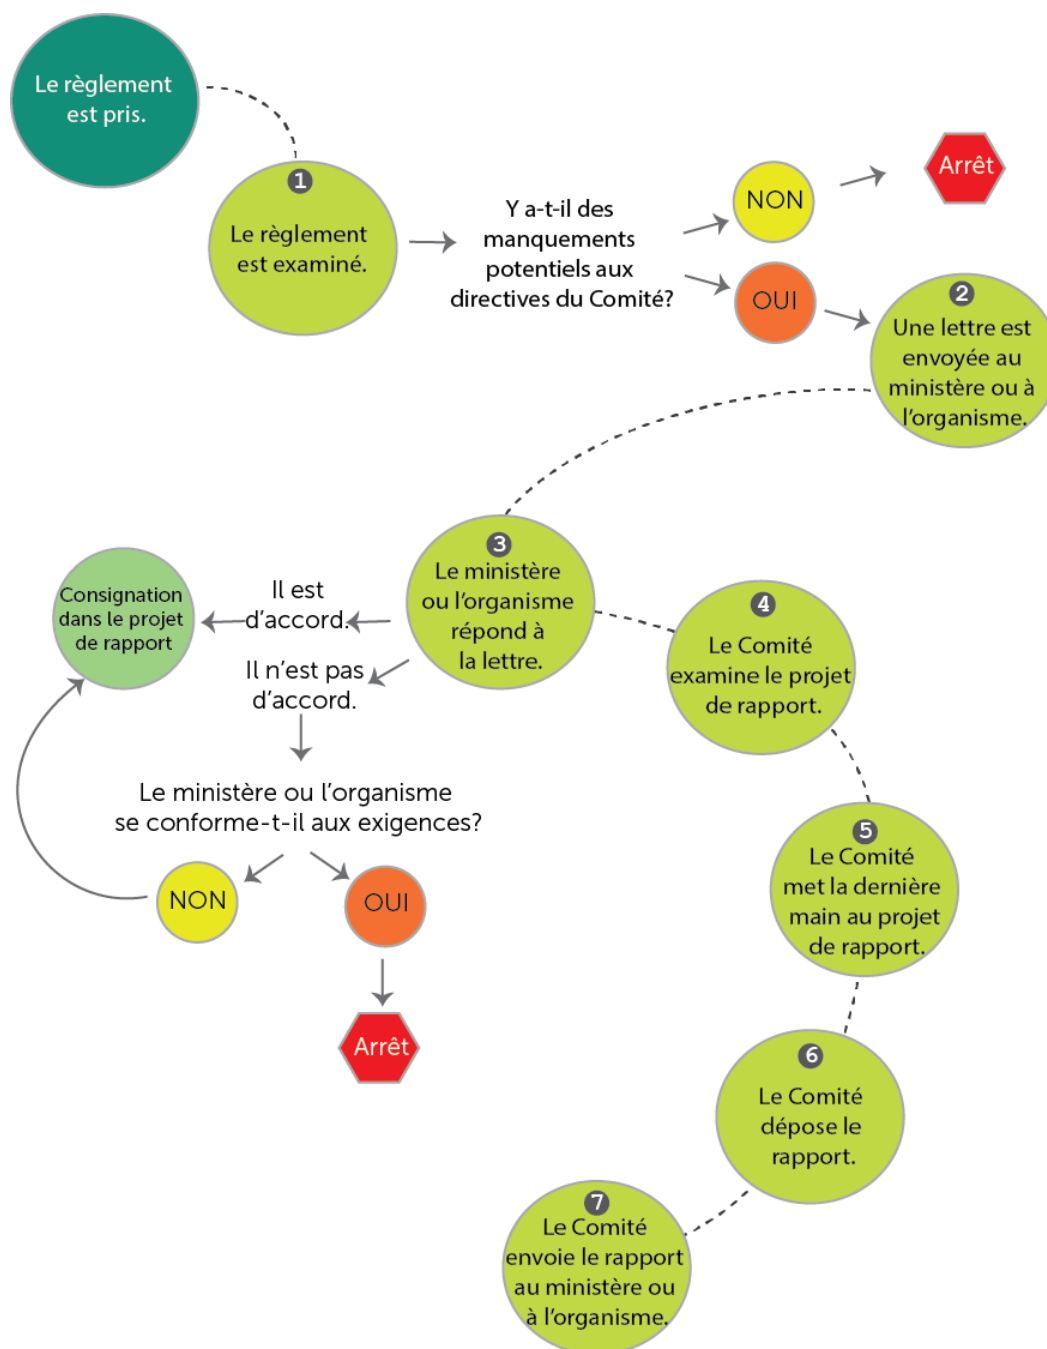 Le règlement
est pris.
1
Le règlement
est examiné.
Y a-t-il des
manquements
potentiels aux
directives du Comité?
NON
Arrêt
OUI
2
Une lettre est
envoyée au
ministère ou à
l'organisme.
3
Le ministère
ou l'organisme
répond à
la lettre.
Il est
d'accord.
Consignation
dans le projet
de rapport
Il n'est pas
d'accord.
Le ministère ou l'organisme
se conforme-t-il aux exigences?
NON
OUI
Arrêt
4
Le Comité
examine le projet
de rapport.
5
Le Comité
met la dernière
main au projet
de rapport.
6
Le Comité
dépose le
rapport.
7
Le Comité
envoie le rapport
au ministère ou
à l'organisme.